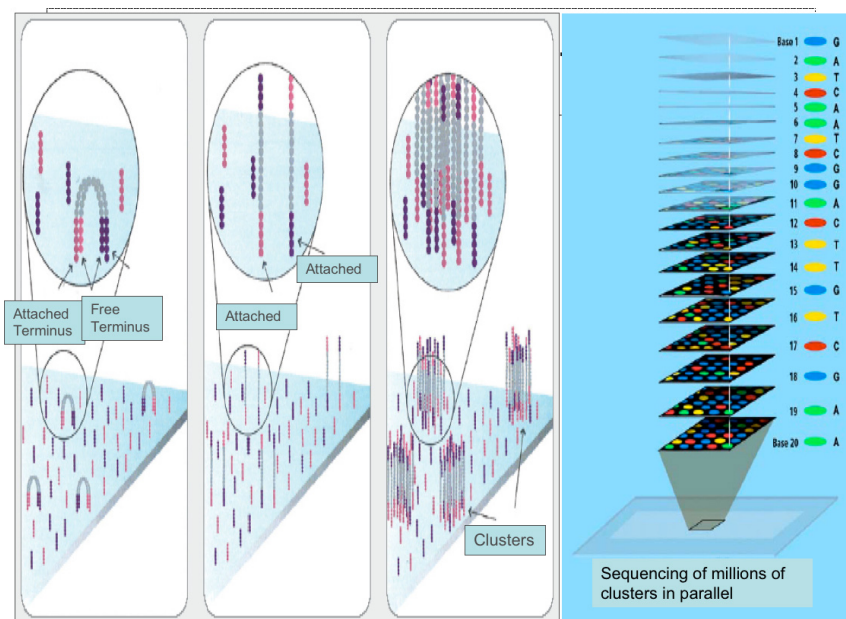 Attached
Terminus
Free
Terminus
Attached
Attached
Clusters
Base 1 G
2 A
3 T
4 C
5 A
6 A
7 T
8 C
9 G
10 G
11 A
12 C
13 T
14 T
15 G
16 T
17 C
18 G
19 A
Base 20 A
Sequencing of millions of
clusters in parallel